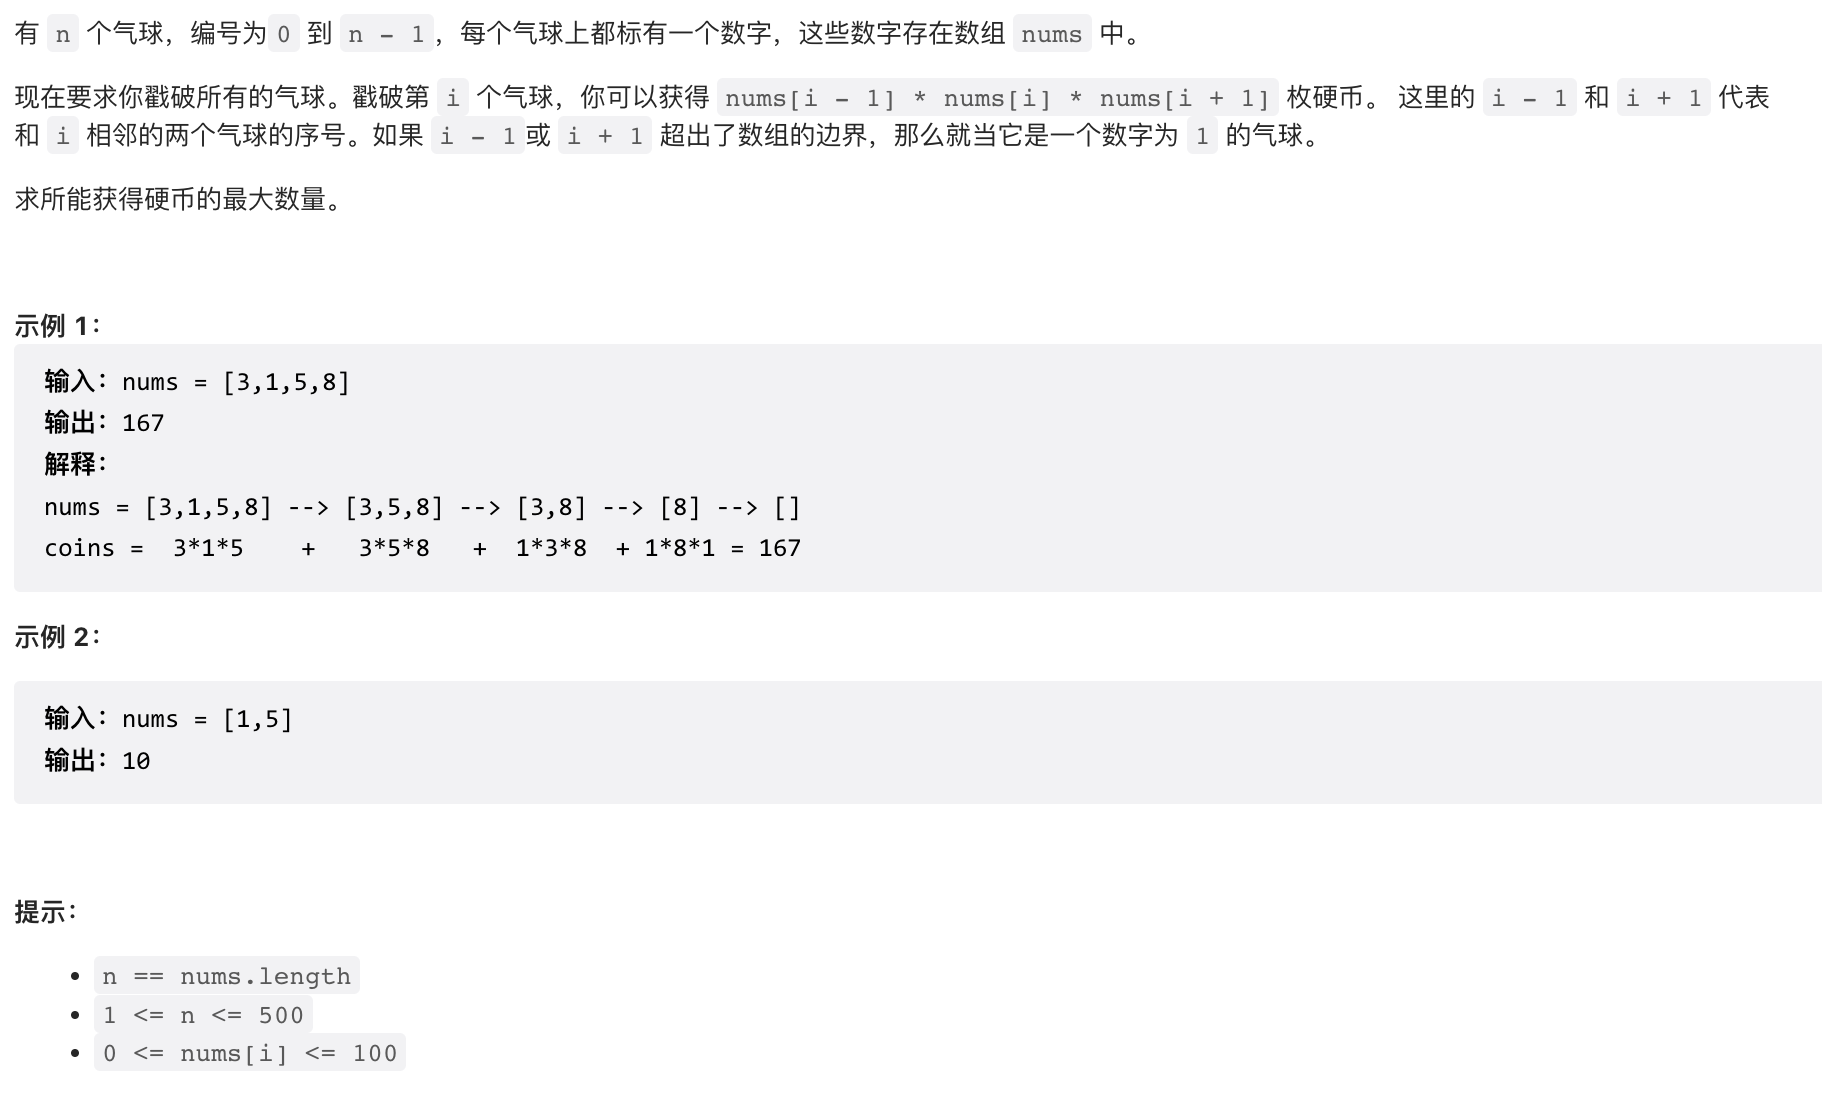 有 n 个气球，编号为0 到 n - 1，每个气球上都标有一个数字，这些数字存在数组 nums 中。
现在要求你戳破所有的气球。戳破第 i 个气球，你可以获得 nums[i - 1] * nums[i] * nums[i + 1] 枚硬币。 这里的 i - 1 和 i + 1 代表
和 i 相邻的两个气球的序号。如果 i - 1或 i + 1 超出了数组的边界，那么就当它是一个数字为 1 的气球。
求所能获得硬币的最大数量。
示例 1：
输入：nums = [3,1,5,8]
输出：167
解释：
nums = [3,1,5,8] --> [3,5,8] --> [3,8] --> [8] --> []
coins =  3*1*5    +   3*5*8   +  1*3*8  + 1*8*1 = 167
示例 2：
输入：nums = [1,5]
输出：10
提示：
• n == nums.length
• 1 <= n <= 500
• 0 <= nums[i] <= 100